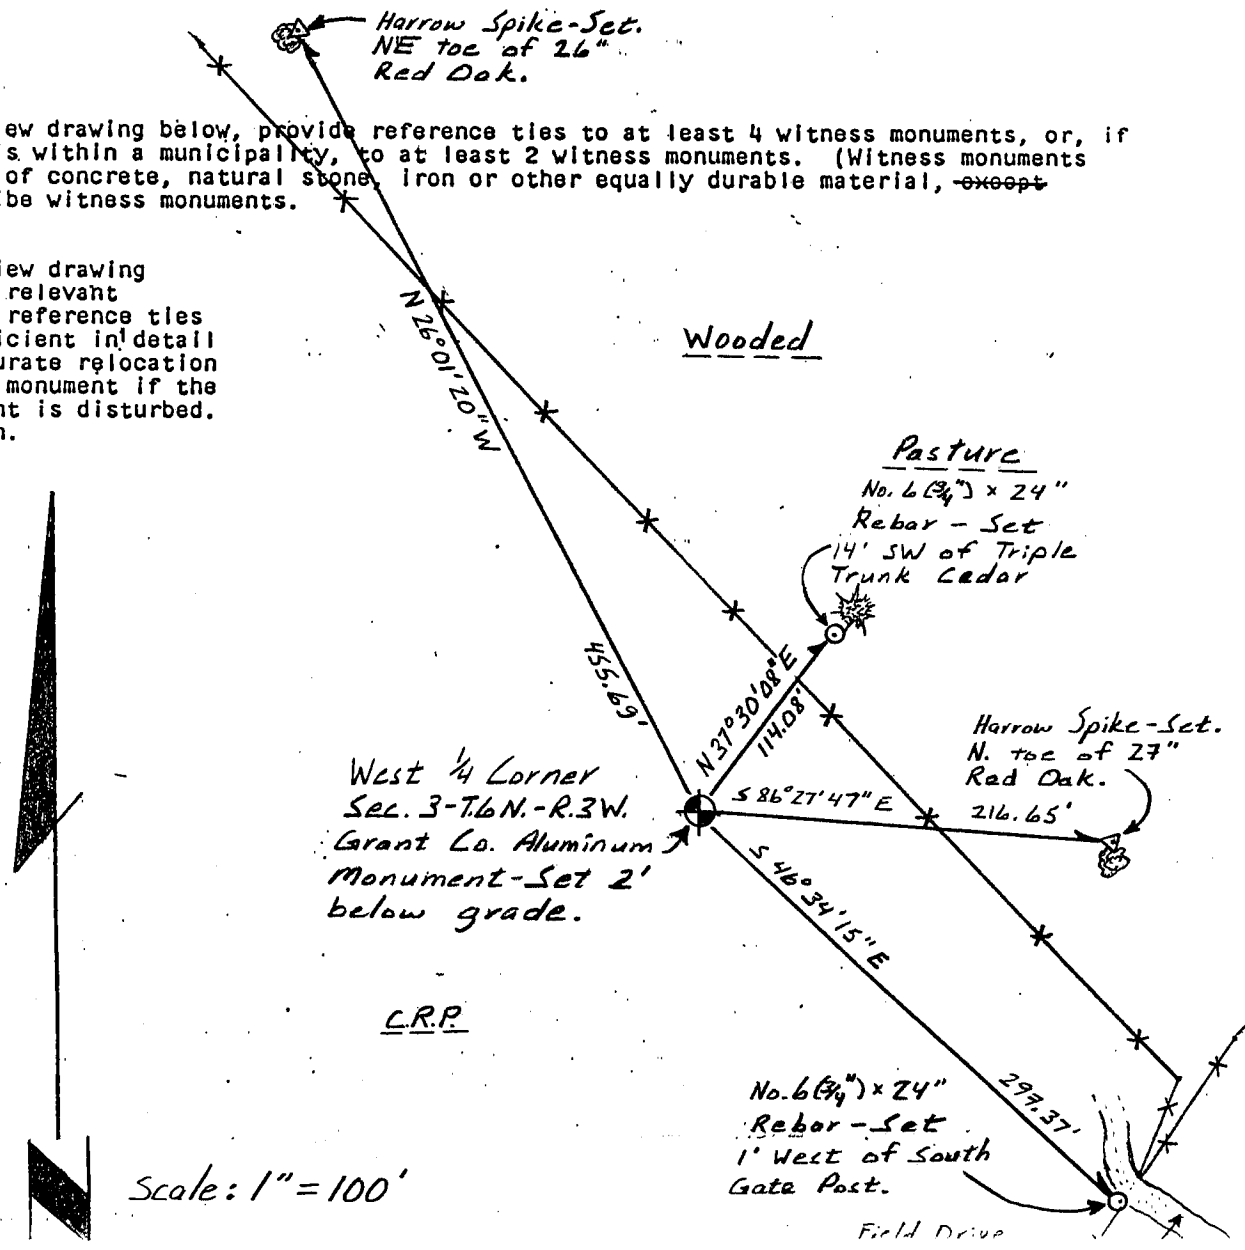 Harrow Spike-Set.
NE toe of 26"
Red Oak.
ew drawing below, provide reference ties to at least 4 witness monuments, or, if
s within a municipality, to at least 2 witness monuments. (Witness monuments
of concrete, natural stone, iron or other equally durable material, except
be witness monuments.
iew drawing
relevant
reference ties
icient in detail
urate relocation
monument if the
nt is disturbed.
n.
N 26°01'20" W
Wooded
Pasture
No. 6 (3/4") x 24"
Rebar - Set
14' SW of Triple
Trunk Cedar
455.69'
N 37°30'08" E
114.08'
Harrow Spike-Set.
N. toe of 27"
Red Oak.
West 1/4 Corner
Sec. 3-T.6N.-R.3W.
Grant Co. Aluminum
Monument-Set 2'
below grade.
S 86°27'47" E
216.65'
S 46°34'15" E
C.R.P.
No. 6 (3/4") x 24"
Rebar - Set
1' West of South
Gate Post.
299.37'
N
Scale: 1" = 100'
Field Drive